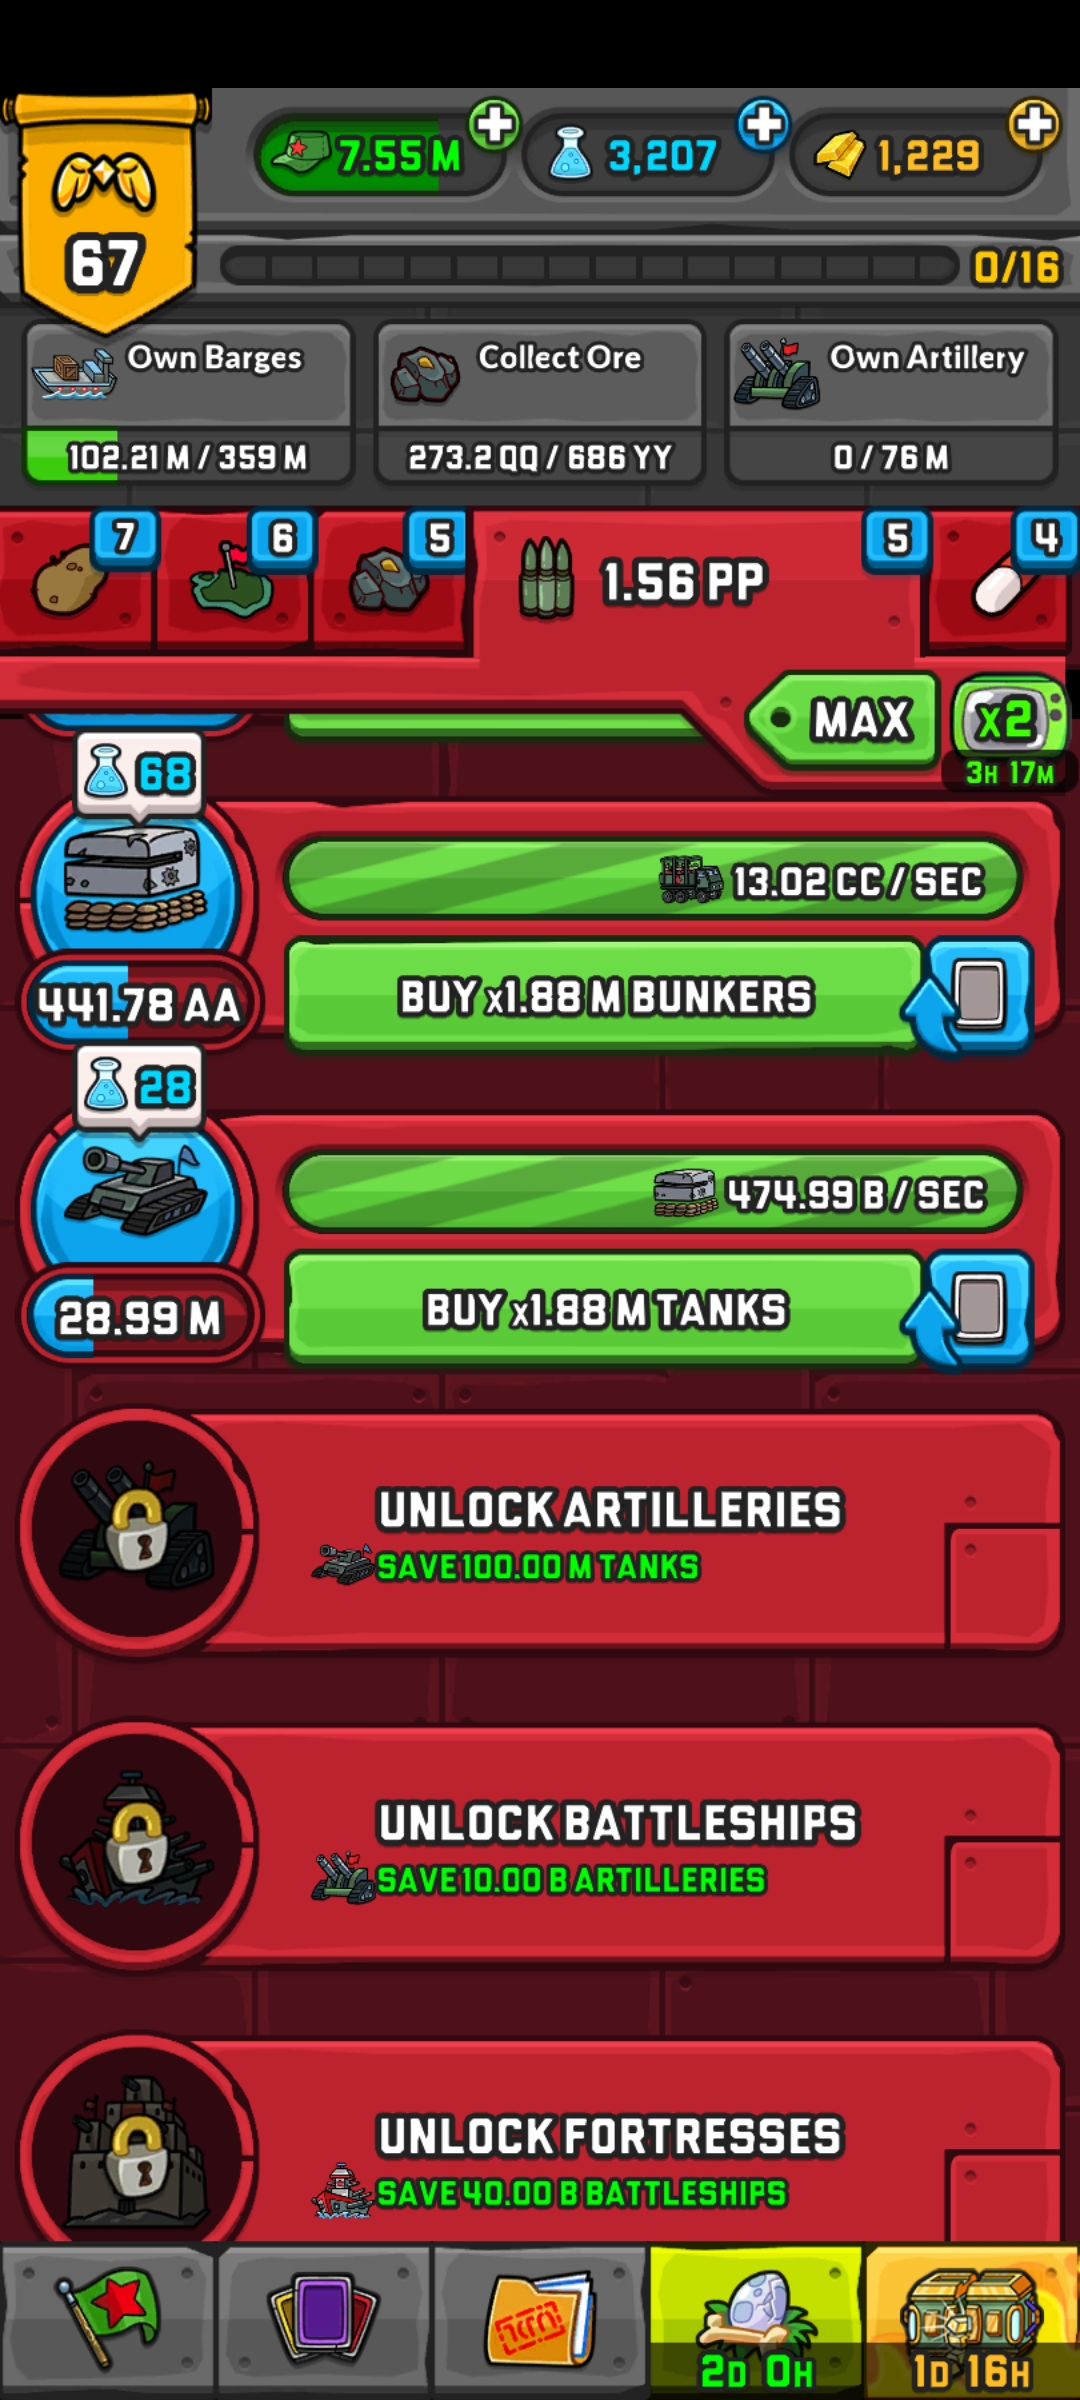 7.55 M
3,207
1,229
67
0/16
Own Barges
102.21 M / 359 M
Collect Ore
273.2 QQ / 686 YY
Own Artillery
0 / 76 M
7
6
5
1.56 PP
5
4
MAX
x2
3H 17M
68
13.02 CC / SEC
441.78 AA
BUY x1.88 M BUNKERS
28
474.99 B / SEC
28.99 M
BUY x1.88 M TANKS
UNLOCK ARTILLERIES
SAVE 100.00 M TANKS
UNLOCK BATTLESHIPS
SAVE 10.00 B ARTILLERIES
UNLOCK FORTRESSES
SAVE 40.00 B BATTLESHIPS
2D 0H
1D 16H